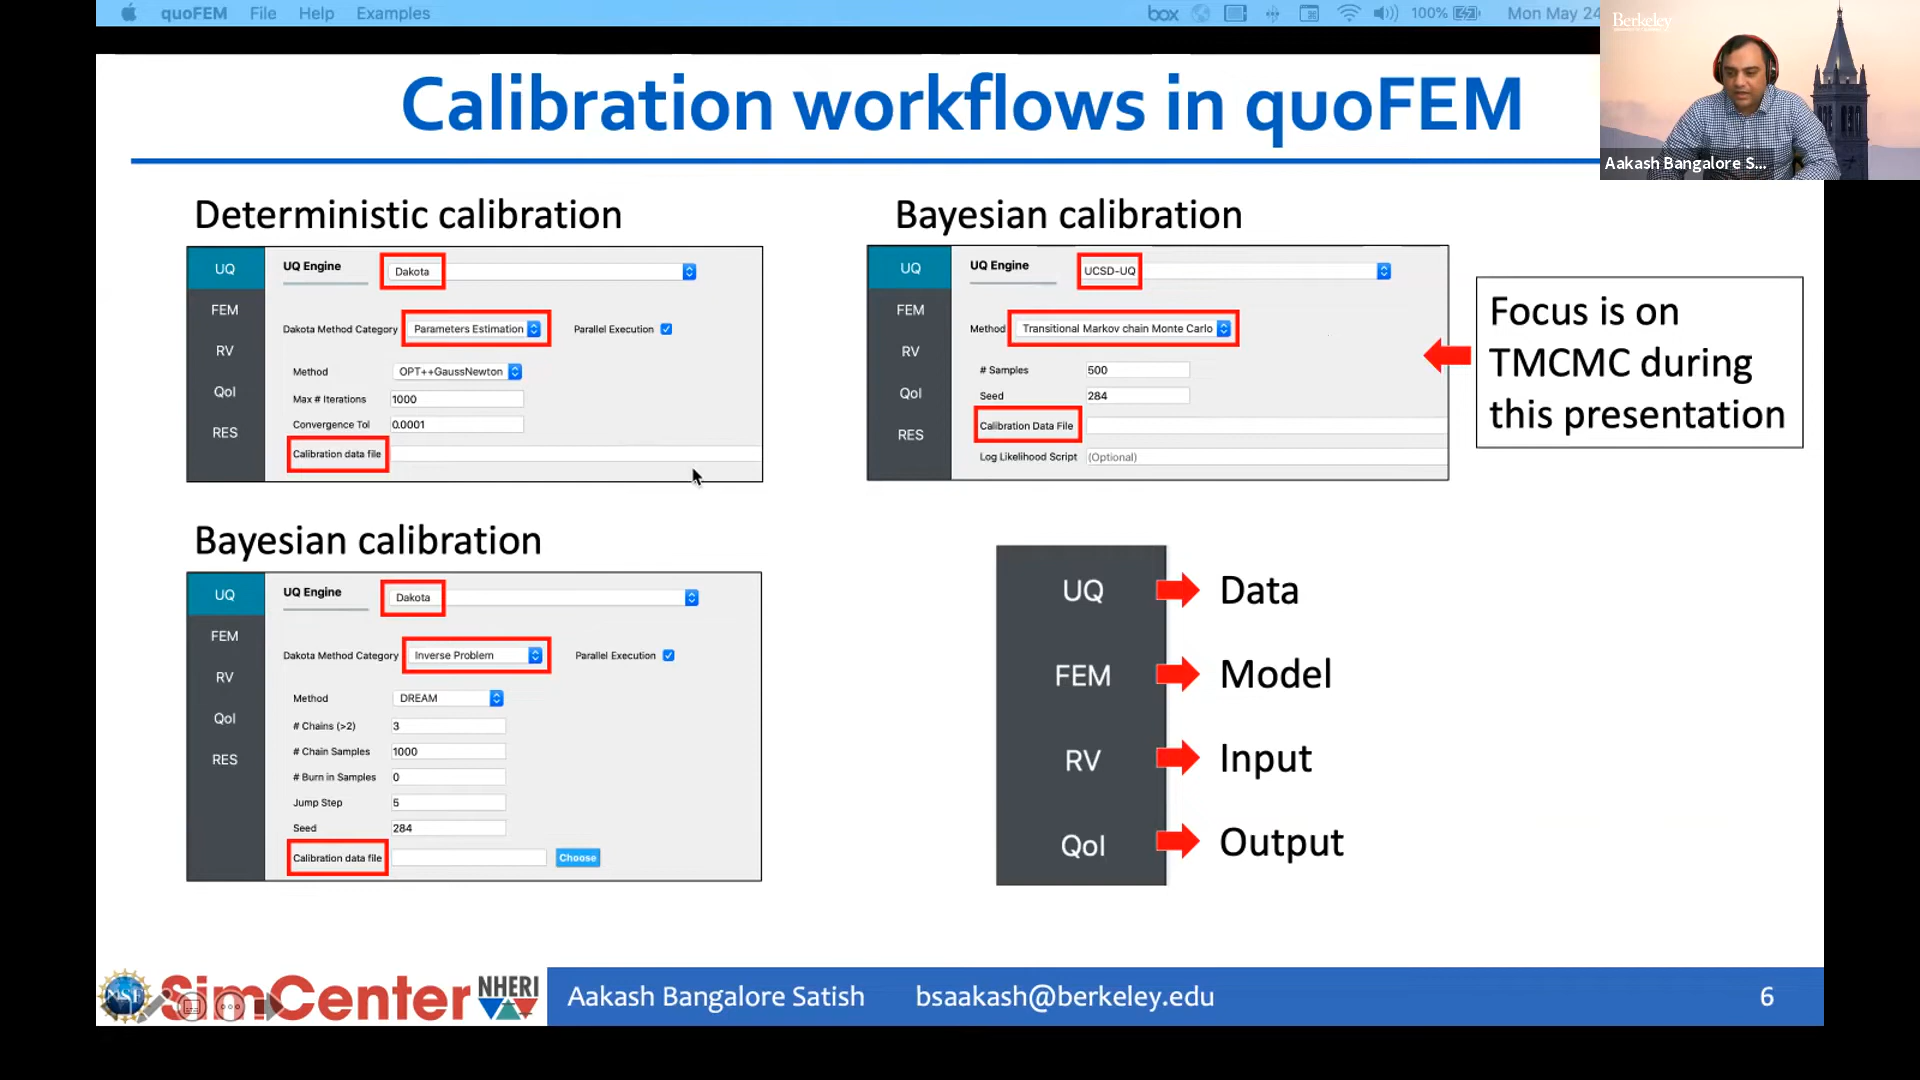 quoFEM File Help Examples
box 100% Mon May 24
Berkeley
Aakash Bangalore S...
Calibration workflows in quoFEM
Deterministic calibration
UQ
FEM
RV
QoI
RES
UQ Engine Dakota
Dakota Method Category Parameters Estimation Parallel Execution
Method OPT++GaussNewton
Max # Iterations 1000
Convergence Tol 0.0001
Calibration data file
Bayesian calibration
UQ
FEM
RV
QoI
RES
UQ Engine UCSD-UQ
Method Transitional Markov chain Monte Carlo
# Samples 500
Seed 284
Calibration Data File
Log Likelihood Script (Optional)
Focus is on
TMCMC during
this presentation
Bayesian calibration
UQ
FEM
RV
QoI
RES
UQ Engine Dakota
Dakota Method Category Inverse Problem Parallel Execution
Method DREAM
# Chains (>2) 3
# Chain Samples 1000
# Burn in Samples 0
Jump Step 5
Seed 284
Calibration data file Choose
UQ Data
FEM Model
RV Input
QoI Output
NSF SimCenter NHERI
Aakash Bangalore Satish bsaakash@berkeley.edu 6